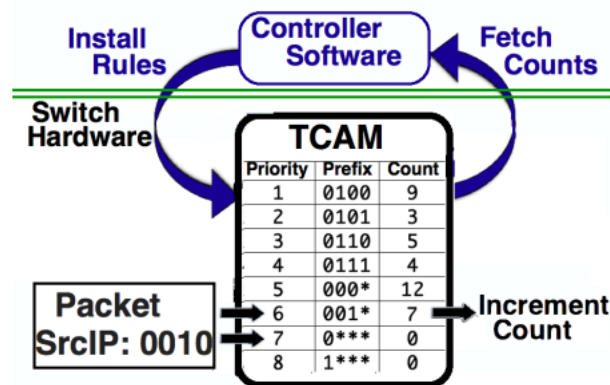 Install
Rules
Controller
Software
Fetch
Counts
Switch
Hardware
TCAM
Priority Prefix Count
1 0100 9
2 0101 3
3 0110 5
4 0111 4
5 000* 12
6 001* 7
7 0*** 0
8 1*** 0
Packet
SrcIP: 0010
Increment
Count